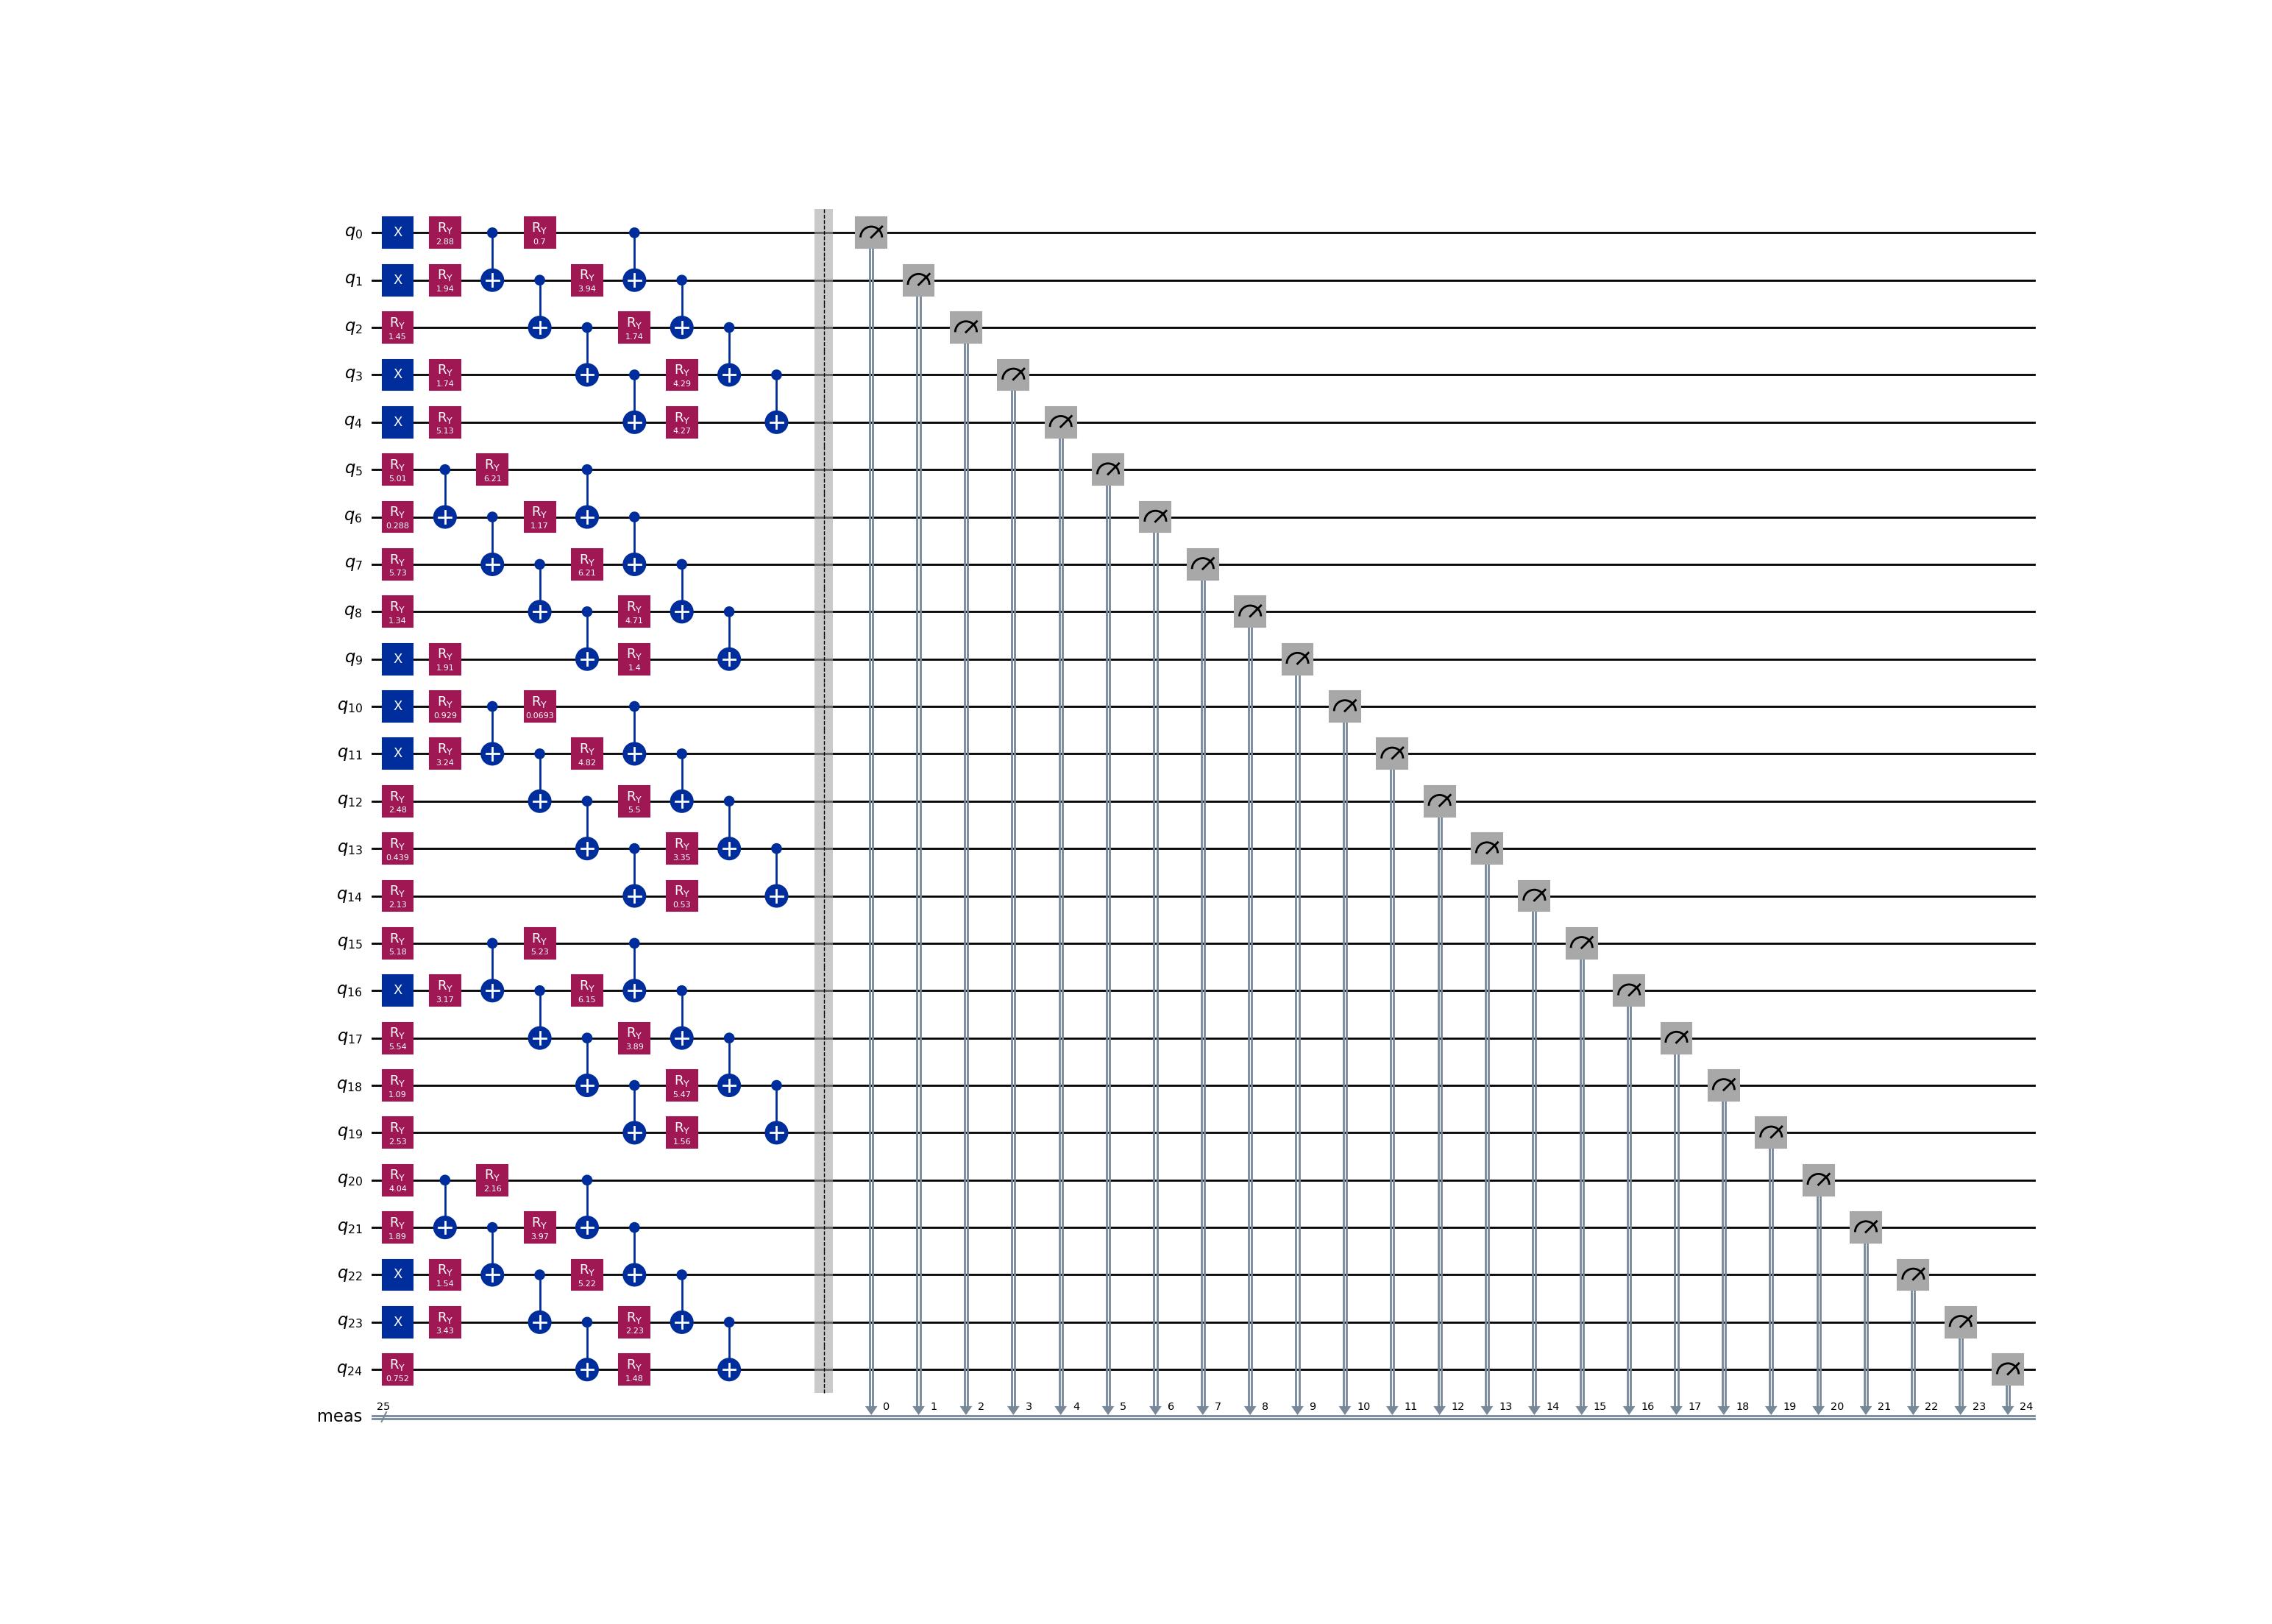 q0 X RY 2.88 RY 0.7
q1 X RY 1.94 RY 3.94
q2 RY 1.45 RY 1.74
q3 X RY 1.74 RY 4.29
q4 X RY 5.13 RY 4.27
q5 RY 5.01 RY 6.21
q6 RY 0.288 RY 1.17
q7 RY 5.73 RY 6.21
q8 RY 1.34 RY 4.71
q9 X RY 1.91 RY 1.4
q10 X RY 0.929 RY 0.0693
q11 X RY 3.24 RY 4.82
q12 RY 2.48 RY 5.5
q13 RY 0.439 RY 3.35
q14 RY 2.13 RY 0.53
q15 RY 5.18 RY 5.23
q16 X RY 3.17 RY 6.15
q17 RY 5.54 RY 3.89
q18 RY 1.09 RY 5.47
q19 RY 2.53 RY 1.56
q20 RY 4.04 RY 2.16
q21 RY 1.89 RY 3.97
q22 X RY 1.54 RY 5.22
q23 X RY 3.43 RY 2.23
q24 RY 0.752 RY 1.48
meas 25 0 1 2 3 4 5 6 7 8 9 10 11 12 13 14 15 16 17 18 19 20 21 22 23 24